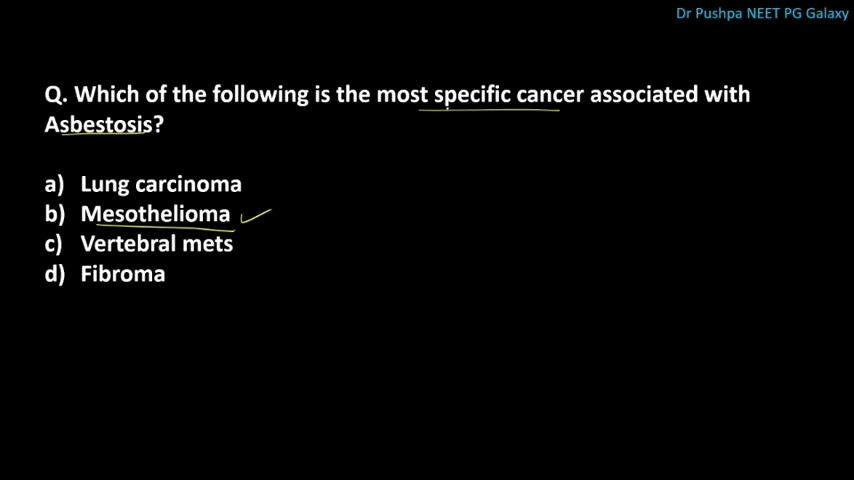 Dr Pushpa NEET PG Galaxy
Q. Which of the following is the most specific cancer associated with
Asbestosis?
a) Lung carcinoma
b) Mesothelioma
c) Vertebral mets
d) Fibroma